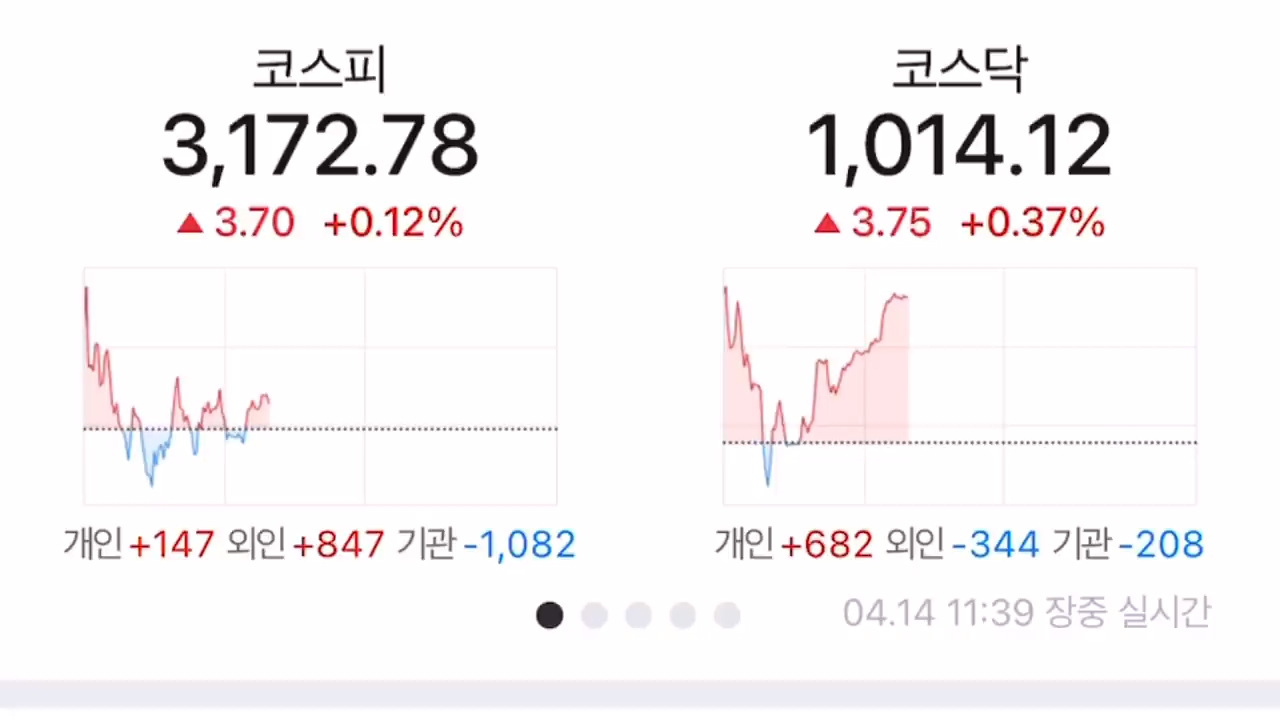 코스피
3,172.78
▲ 3.70 +0.12%
개인 +147 외인 +847 기관 -1,082
코스닥
1,014.12
▲ 3.75 +0.37%
개인 +682 외인 -344 기관 -208
04.14 11:39 장중 실시간